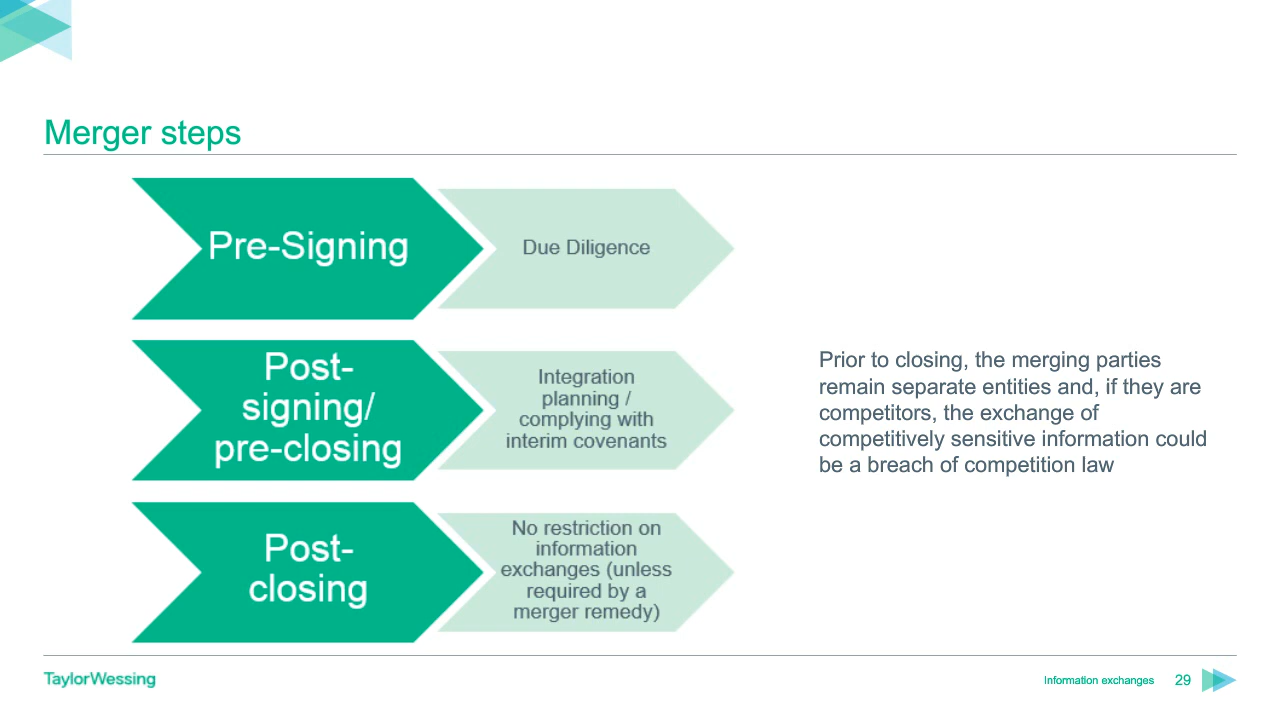 Merger steps
Pre-Signing
Due Diligence
Post-
signing/
pre-closing
Integration
planning /
complying with
interim covenants
Post-
closing
No restriction on
information
exchanges (unless
required by a
merger remedy)
Prior to closing, the merging parties
remain separate entities and, if they are
competitors, the exchange of
competitively sensitive information could
be a breach of competition law
TaylorWessing
Information exchanges 29